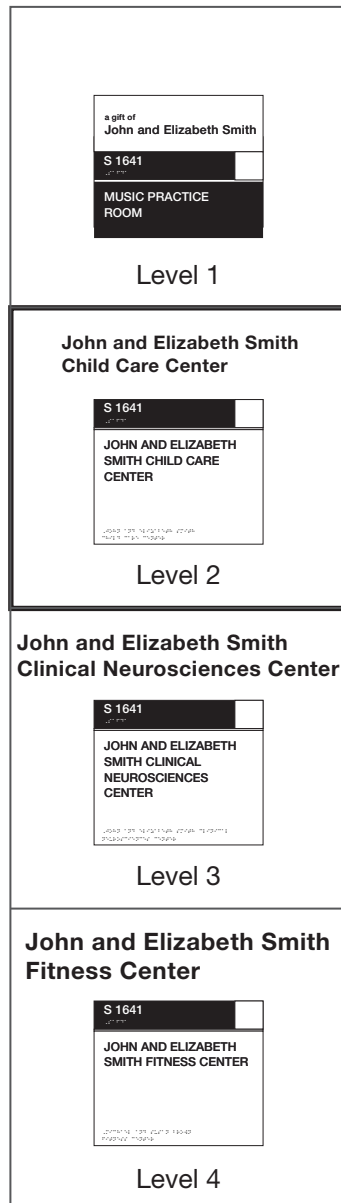 a gift of
John and Elizabeth Smith
S 1641
MUSIC PRACTICE
ROOM
Level 1
John and Elizabeth Smith
Child Care Center
S 1641
JOHN AND ELIZABETH
SMITH CHILD CARE
CENTER
Level 2
John and Elizabeth Smith
Clinical Neurosciences Center
S 1641
JOHN AND ELIZABETH
SMITH CLINICAL
NEUROSCIENCES
CENTER
Level 3
John and Elizabeth Smith
Fitness Center
S 1641
JOHN AND ELIZABETH
SMITH FITNESS CENTER
Level 4